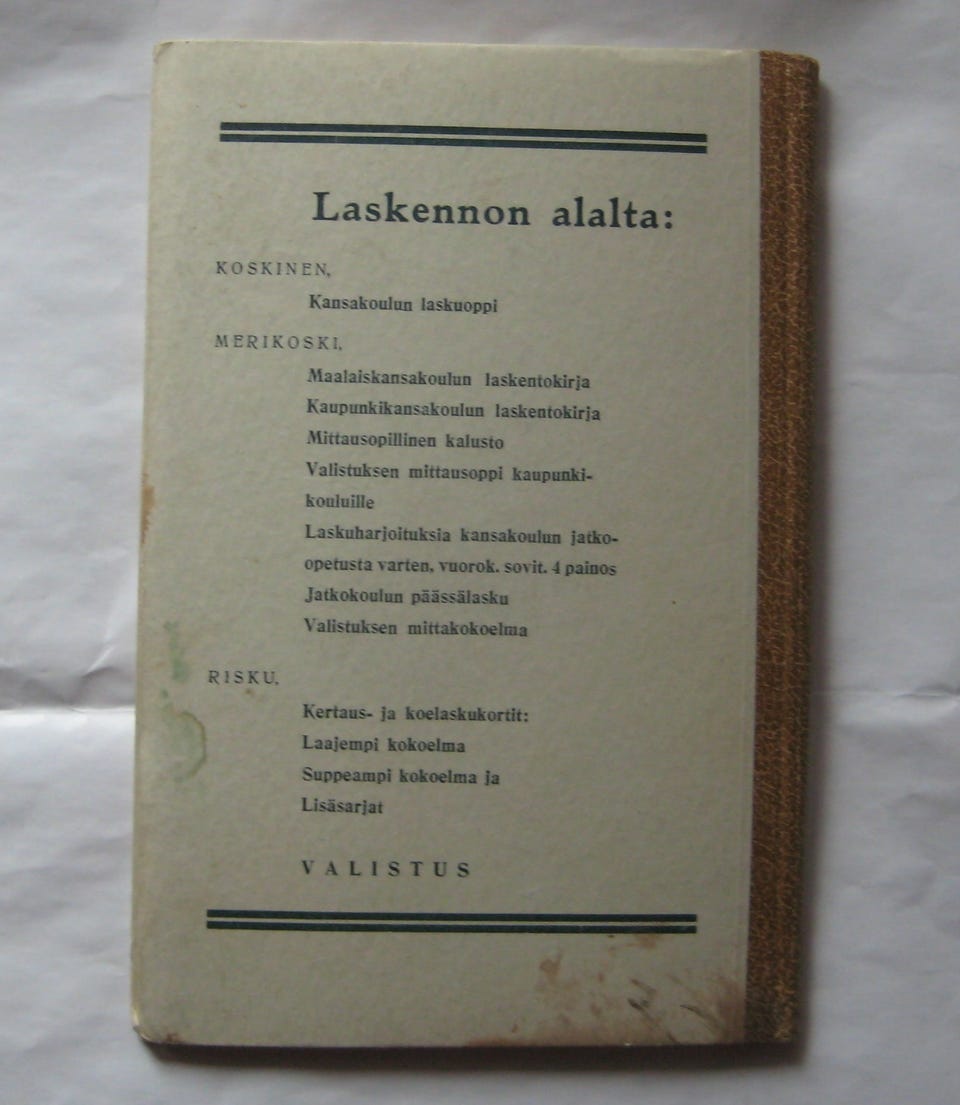 Laskennon alalta:
KOSKINEN,
Kansakoulun laskuoppi
MERIKOSKI,
Maalaiskansakoulun laskentokirja
Kaupunkikansakoulun laskentokirja
Mittausopillinen kalusto
Valistuksen mittausoppi kaupunki-
kouluille
Laskuharjoituksia kansakoulun jatko-
opetusta varten, vuorok. sovit. 4 painos
Jatkokoulun päässälasku
Valistuksen mittakokoelma
RISKU,
Kertaus- ja koelaskukortit:
Laajempi kokoelma
Suppeampi kokoelma ja
Lisäsarjat
VALISTUS